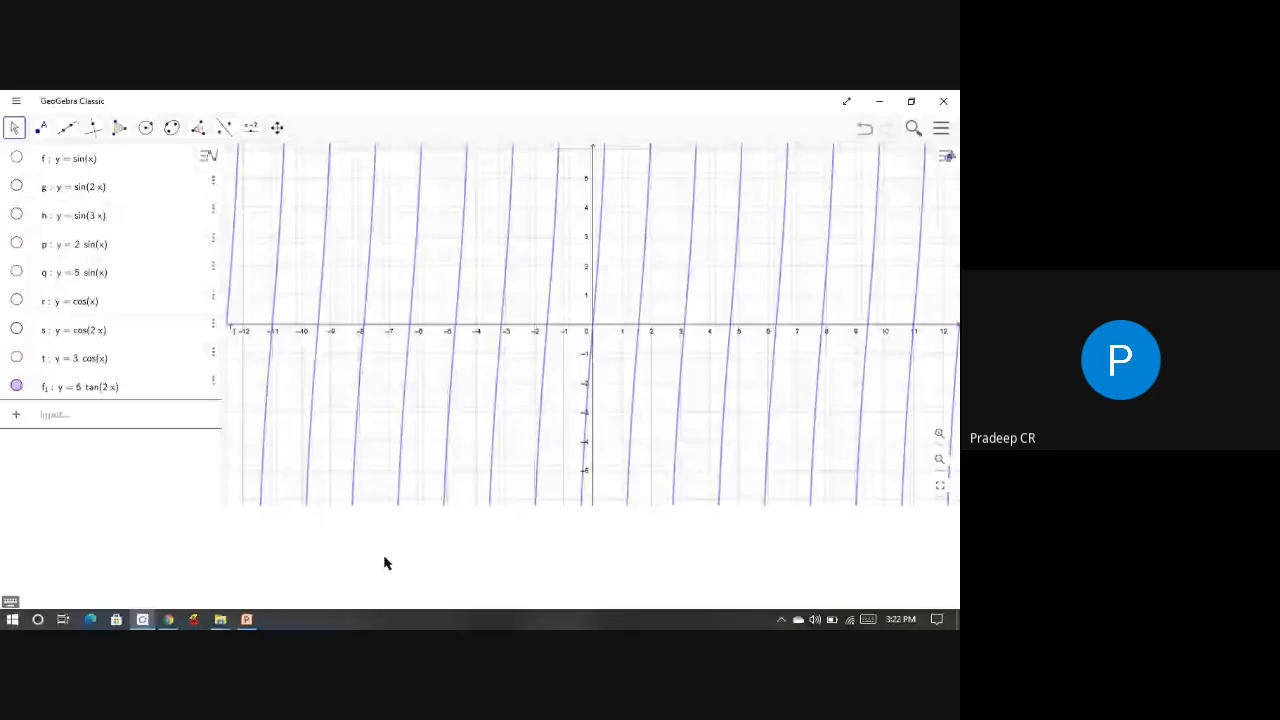 GeoGebra Classic
f : y = sin(x)
g : y = sin(2 x)
h : y = sin(3 x)
p : y = 2 sin(x)
q : y = 5 sin(x)
r : y = cos(x)
s : y = cos(2 x)
t : y = 3 cos(x)
f₁ : y = 6 tan(2 x)
Input...
5
4
3
2
1
-12 -11 -10 -9 -8 -7 -6 -5 -4 -3 -2 -1 0 1 2 3 4 5 6 7 8 9 10 11 12
-1
-2
-3
-4
-5
P
Pradeep CR
3:22 PM